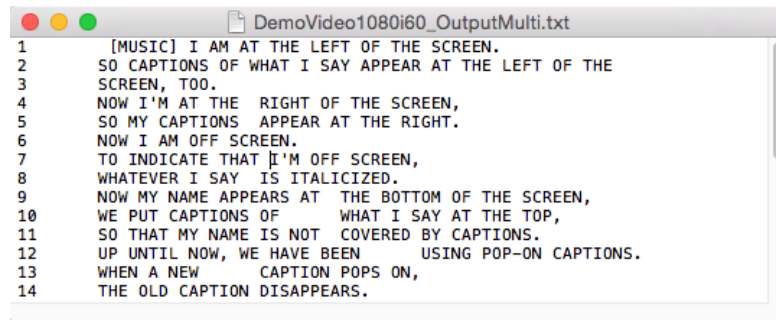 DemoVideo1080i60_OutputMulti.txt
1 [MUSIC] I AM AT THE LEFT OF THE SCREEN.
2 SO CAPTIONS OF WHAT I SAY APPEAR AT THE LEFT OF THE
3 SCREEN, TOO.
4 NOW I'M AT THE  RIGHT OF THE SCREEN,
5 SO MY CAPTIONS  APPEAR AT THE RIGHT.
6 NOW I AM OFF SCREEN.
7 TO INDICATE THAT I'M OFF SCREEN,
8 WHATEVER I SAY  IS ITALICIZED.
9 NOW MY NAME APPEARS AT  THE BOTTOM OF THE SCREEN,
10 WE PUT CAPTIONS OF      WHAT I SAY AT THE TOP,
11 SO THAT MY NAME IS NOT  COVERED BY CAPTIONS.
12 UP UNTIL NOW, WE HAVE BEEN      USING POP-ON CAPTIONS.
13 WHEN A NEW      CAPTION POPS ON,
14 THE OLD CAPTION DISAPPEARS.